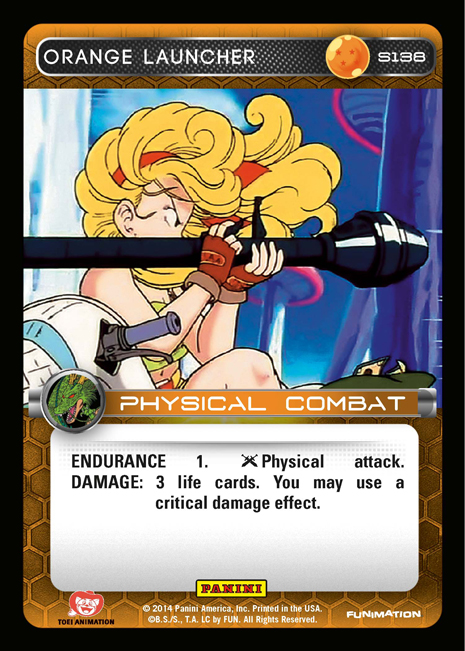 ORANGE LAUNCHER
S138
PHYSICAL COMBAT
ENDURANCE 1. Physical attack.
DAMAGE: 3 life cards. You may use a
critical damage effect.
PANINI
© 2014 Panini America, Inc. Printed in the USA.
©B.S./S., T.A. LC by FUN. All Rights Reserved.
TOEI ANIMATION
FUNIMATION